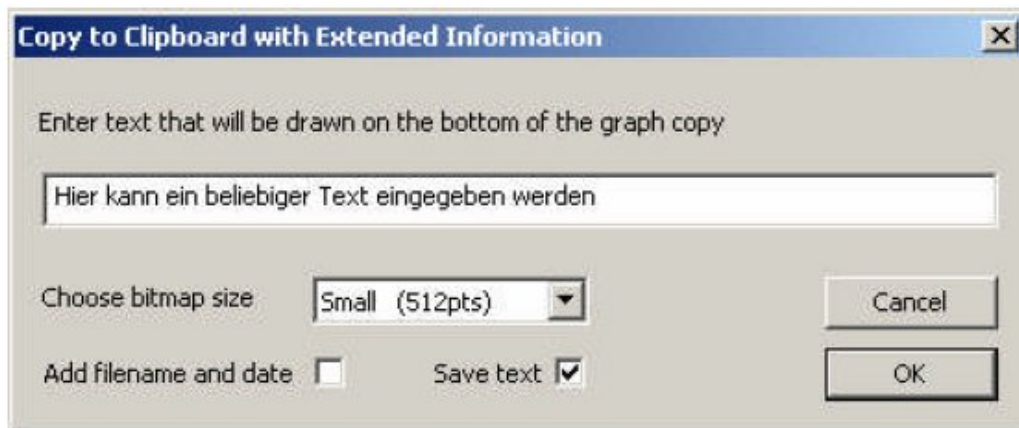 Copy to Clipboard with Extended Information
Enter text that will be drawn on the bottom of the graph copy
Hier kann ein beliebiger Text eingegeben werden
Choose bitmap size Small (512pts) Cancel
Add filename and date Save text OK